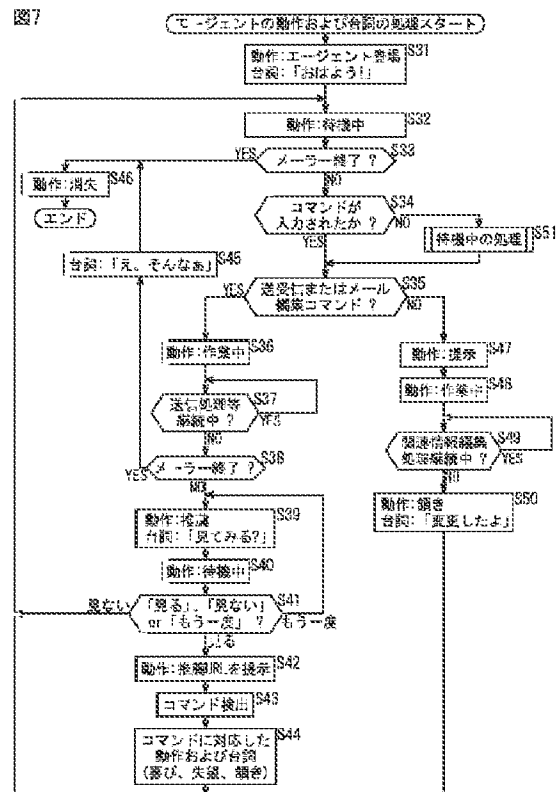 図7
エージェントの動作および台詞の処理スタート
動作:エージェント登場
台詞:「おはよう!」
S31
動作:待機中
S32
メーラー終了 ?
S33
YES
NO
動作:消失
S46
エンド
コマンドが
入力されたか ?
S34
NO
YES
待機中の処理
S51
台詞:「え。そんなぁ」
S45
送受信またはメール
編集コマンド ?
S35
YES
NO
動作:作業中
S36
動作:提示
S47
動作:作業中
S48
送信処理等
継続中 ?
S37
YES
NO
関連情報編集
処理継続中 ?
S49
YES
NO
メーラー終了 ?
S38
YES
NO
動作:推論
台詞:「見てみる?」
S39
動作:頷き
台詞:「変更したよ」
S50
動作:待機中
S40
「見る」、「見ない」
or「もう一度」 ?
S41
見ない
もう一度
見る
動作:推薦URLを提示
S42
コマンド検出
S43
コマンドに対応した
動作および台詞
(喜び、失望、頷き)
S44